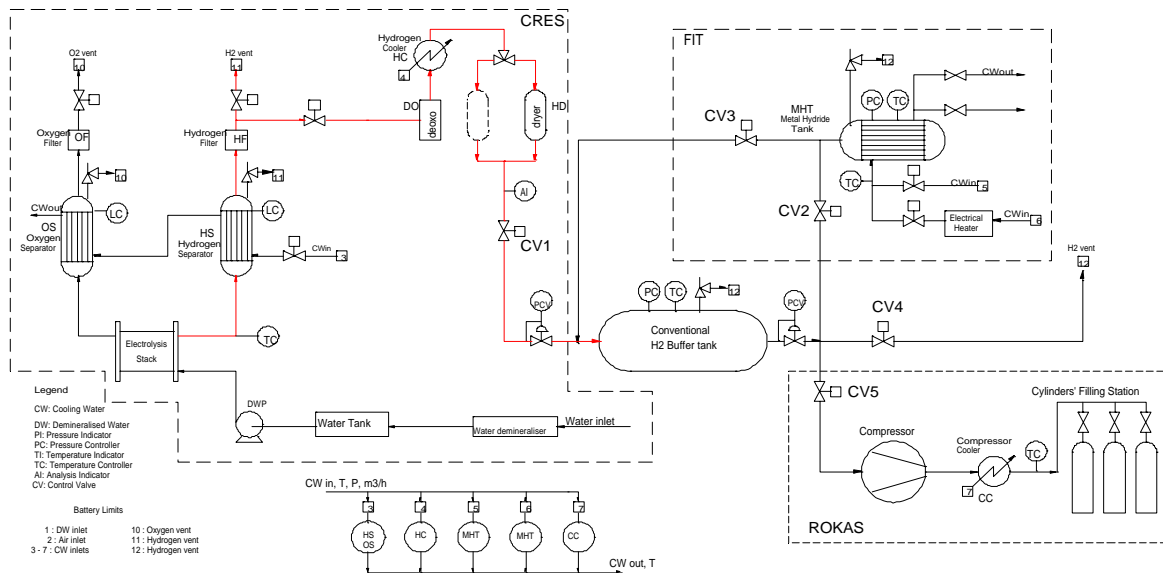 CRES
O2 vent
10
H2 vent
11
Hydrogen
Cooler
HC
4
DO
deoxo
HD
dryer
Oxygen
Filter
OF
Hydrogen
Filter
HF
10
11
AI
CWout
LC
LC
OS
Oxygen
Separator
HS
Hydrogen
Separator
CWin
3
CV1
PCV
Electrolysis
Stack
TC
DWP
Water Tank
Water demineraliser
Water inlet
FIT
12
CWout
PC
TC
MHT
Metal Hydride
Tank
CV3
TC
CWin
5
CV2
Electrical
Heater
CWin
6
H2 vent
12
PC
TC
12
PCV
CV4
Conventional
H2 Buffer tank
CV5
Cylinders' Filling Station
Compressor
Compressor
Cooler
TC
7
CC
ROKAS
Legend
CW: Cooling Water
DW: Demineralised Water
PI: Pressure Indicator
PC: Pressure Controller
TI: Temperature Indicator
TC: Temperature Controller
AI: Analysis Indicator
CV: Control Valve
Battery Limits
1 : DW inlet
2 : Air inlet
3 - 7 : CW inlets
10 : Oxygen vent
11 : Hydrogen vent
12 : Hydrogen vent
CW in, T, P, m3/h
3
4
5
6
7
HS
OS
HC
MHT
MHT
CC
CW out, T